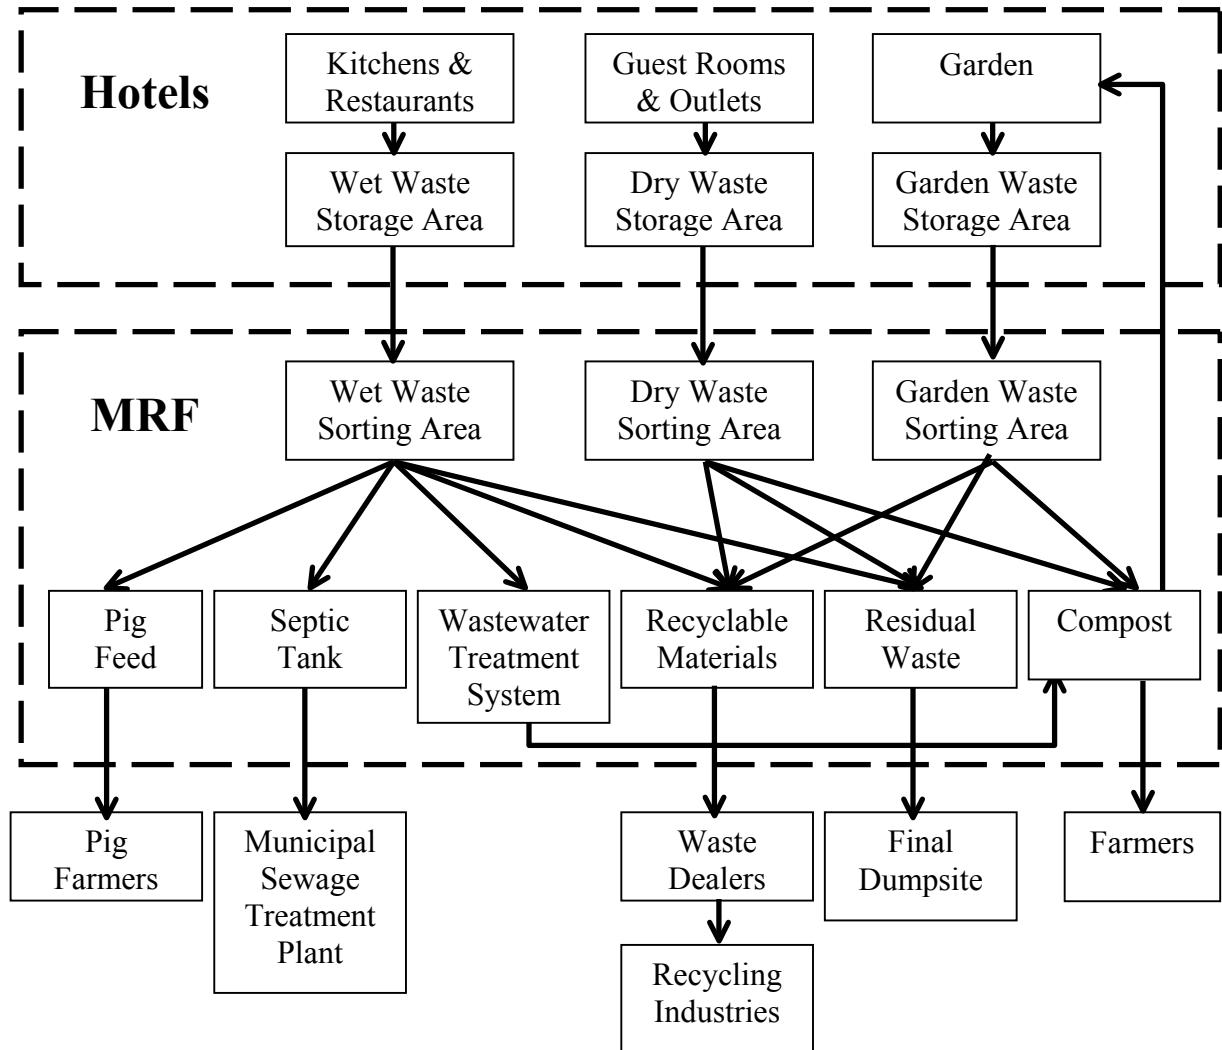 Hotels
Kitchens &
Restaurants
Guest Rooms
& Outlets
Garden
Wet Waste
Storage Area
Dry Waste
Storage Area
Garden Waste
Storage Area
MRF
Wet Waste
Sorting Area
Dry Waste
Sorting Area
Garden Waste
Sorting Area
Pig
Feed
Septic
Tank
Wastewater
Treatment
System
Recyclable
Materials
Residual
Waste
Compost
Pig
Farmers
Municipal
Sewage
Treatment
Plant
Waste
Dealers
Final
Dumpsite
Farmers
Recycling
Industries